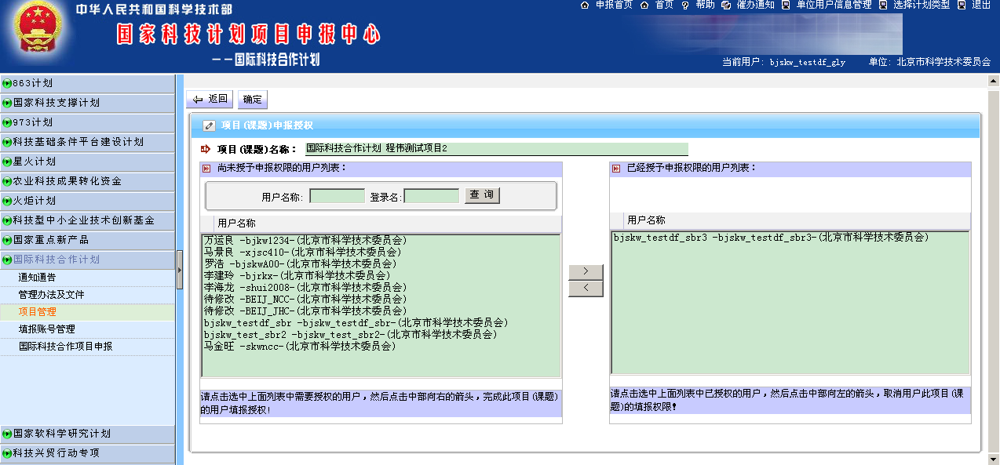 中华人民共和国科学技术部
国家科技计划项目申报中心
——国际科技合作计划
申报首页 首页 帮助 催办通知 单位用户信息管理 选择计划类型 退出
当前用户: bjskw_testdf_gly 单位: 北京市科学技术委员会
863计划
国家科技支撑计划
973计划
科技基础条件平台建设计划
星火计划
农业科技成果转化资金
火炬计划
科技型中小企业技术创新基金
国家重点新产品
国际科技合作计划
通知通告
管理办法及文件
项目管理
填报账号管理
国际科技合作项目申报
国家软科学研究计划
科技兴贸行动专项
返回 确定
项目(课题)申报授权
项目(课题)名称： 国际科技合作计划 程伟测试项目2
尚未授予申报权限的用户列表：
用户名称: 登录名: 查 询
用户名称
万运良 -bjkw1234-(北京市科学技术委员会)
马景良 -xjsc410-(北京市科学技术委员会)
罗浩 -bjskwA00-(北京市科学技术委员会)
李建玲 -bjrkx-(北京市科学技术委员会)
李海龙 -shui2008-(北京市科学技术委员会)
待修改 -BEIJ_NCC-(北京市科学技术委员会)
待修改 -BEIJ_JHC-(北京市科学技术委员会)
bjskw_testdf_sbr -bjskw_testdf_sbr-(北京市科学技术委员会)
bjskw_test_sbr2 -bjskw_test_sbr2-(北京市科学技术委员会)
马金旺 -skwncc-(北京市科学技术委员会)
请点击选中上面列表中需要授权的用户，然后点击中部向右的箭头，完成此项目(课题)
的用户填报授权!
>
<
已经授予申报权限的用户列表：
用户名称
bjskw_testdf_sbr3 -bjskw_testdf_sbr3-(北京市科学技术委员会)
请点击选中上面列表中已授权的用户，然后点击中部向左的箭头，取消用户此项目(课
题)的填报权限!